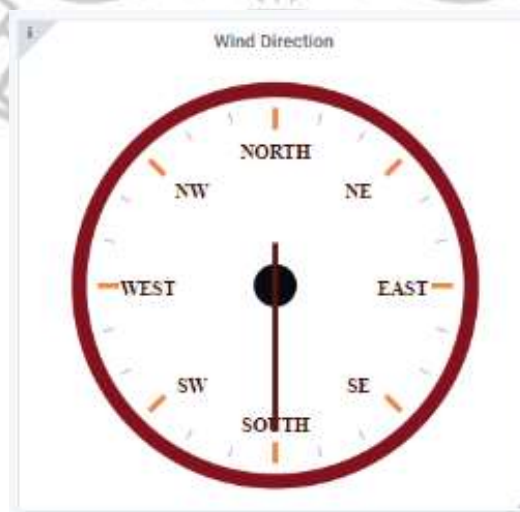 i
Wind Direction
NORTH
NW
NE
WEST
EAST
SW
SE
SOUTH